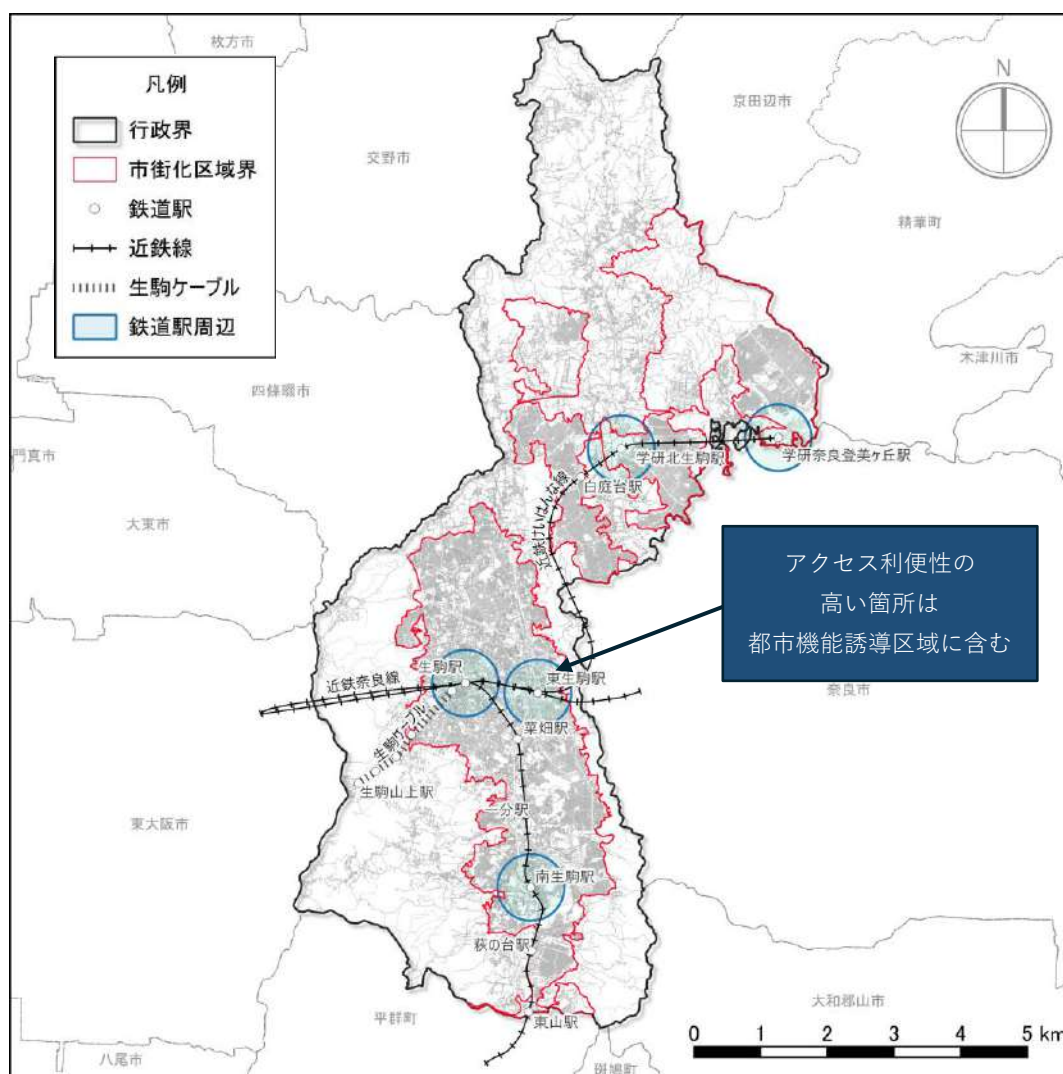 枚方市
凡例
行政界
市街化区域界
鉄道駅
近鉄線
生駒ケーブル
鉄道駅周辺
N
京田辺市
交野市
精華町
木津川市
四條畷市
門真市
大東市
学研北生駒駅
学研奈良登美ヶ丘駅
白庭台駅
近鉄けいはんな線
アクセス利便性の
高い箇所は
都市機能誘導区域に含む
生駒駅
東生駒駅
近鉄奈良線
奈良市
菜畑駅
生駒ケーブル
生駒山上駅
一分駅
東大阪市
南生駒駅
萩の台駅
大和郡山市
平群町
東山駅
0 1 2 3 4 5 km
八尾市
斑鳩町